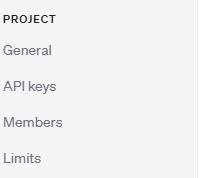 PROJECT
General
API keys
Members
Limits